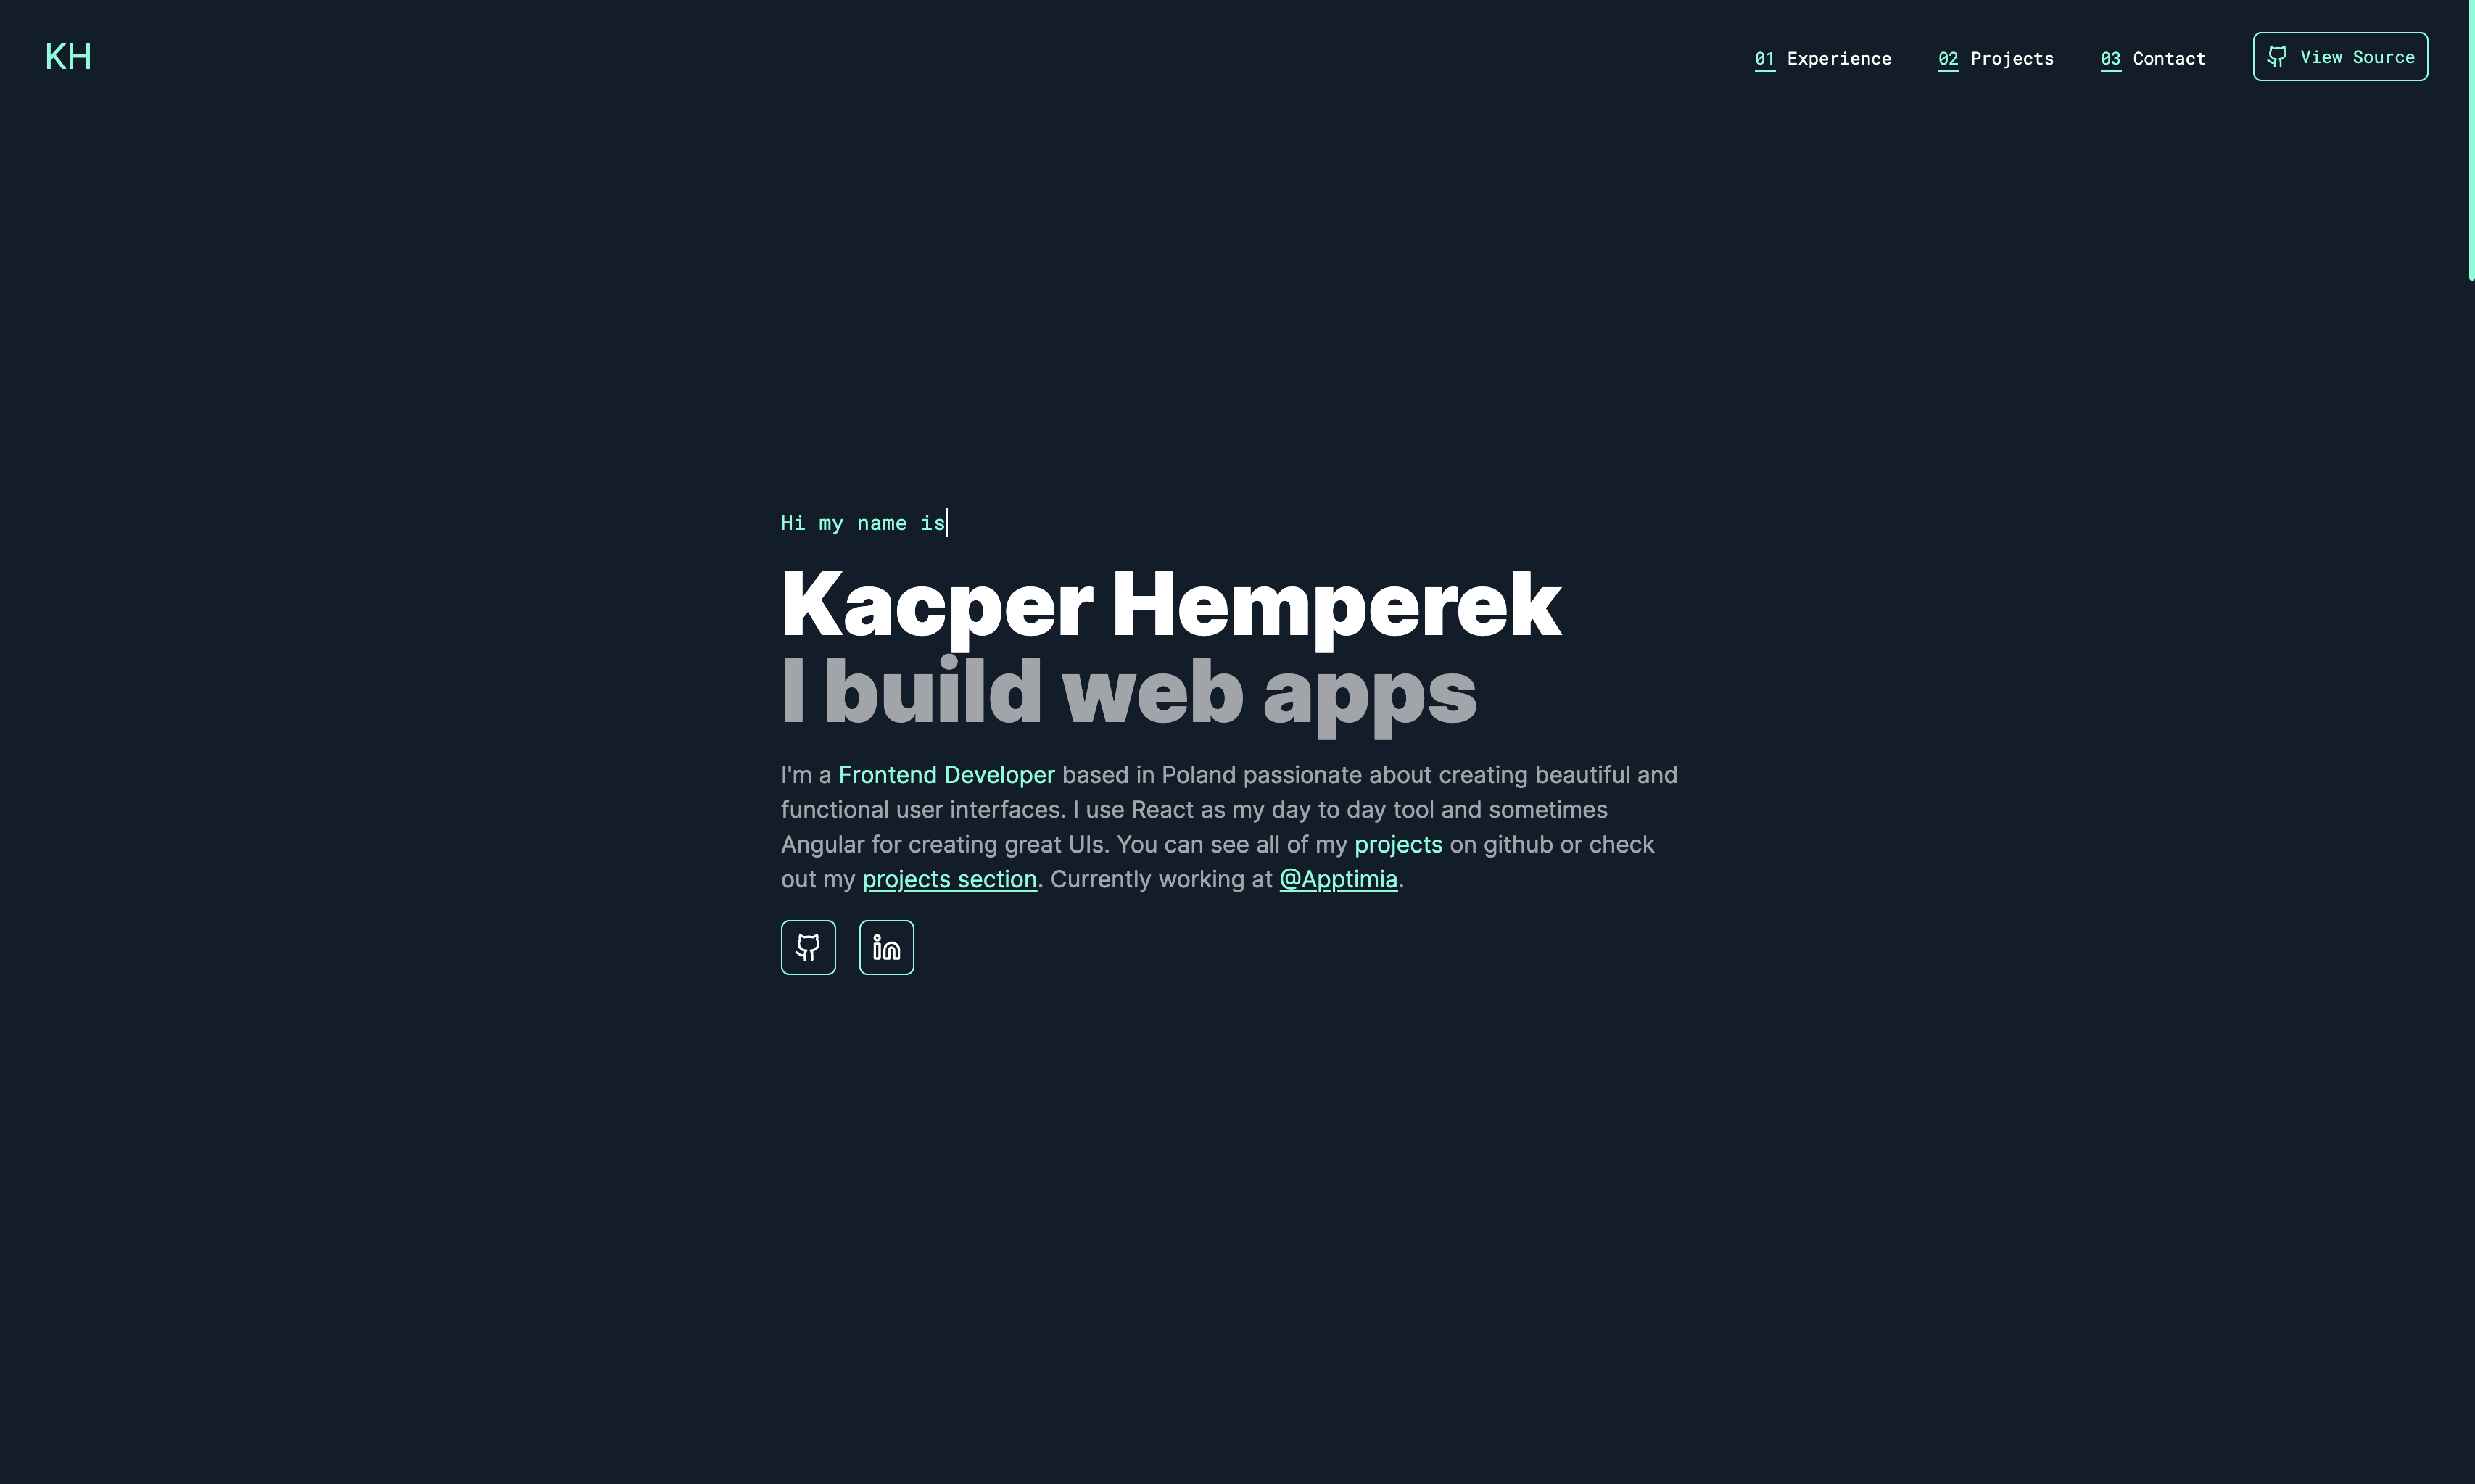 KH
01 Experience
02 Projects
03 Contact
View Source
Hi my name is
Kacper Hemperek
I build web apps
I'm a Frontend Developer based in Poland passionate about creating beautiful and
functional user interfaces. I use React as my day to day tool and sometimes
Angular for creating great UIs. You can see all of my projects on github or check
out my projects section. Currently working at @Apptimia.